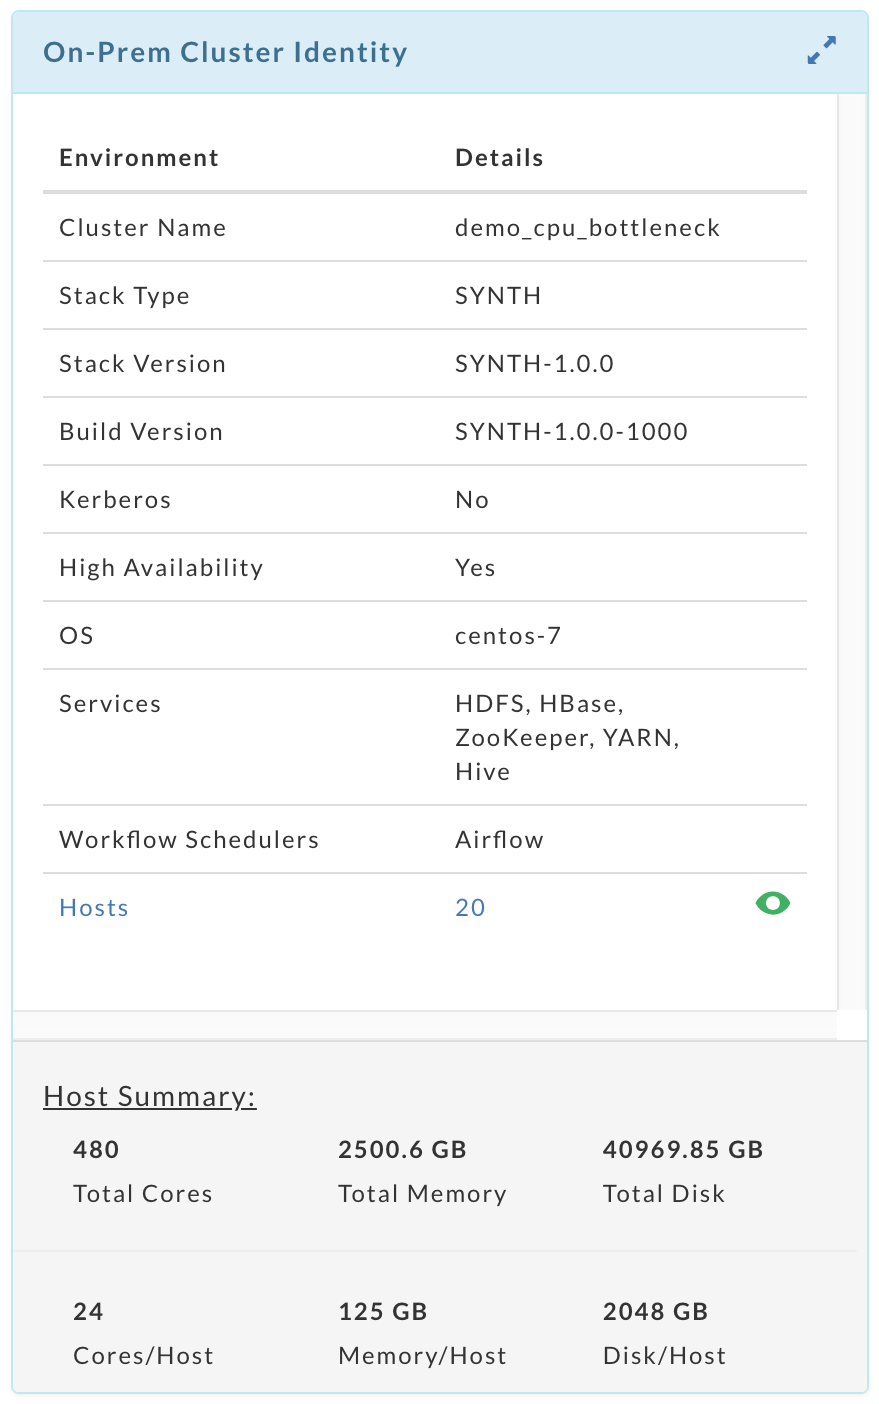 On-Prem Cluster Identity
Environment Details
Cluster Name demo_cpu_bottleneck
Stack Type SYNTH
Stack Version SYNTH-1.0.0
Build Version SYNTH-1.0.0-1000
Kerberos No
High Availability Yes
OS centos-7
Services HDFS, HBase,
ZooKeeper, YARN,
Hive
Workflow Schedulers Airflow
Hosts 20
Host Summary:
480 2500.6 GB 40969.85 GB
Total Cores Total Memory Total Disk
24 125 GB 2048 GB
Cores/Host Memory/Host Disk/Host